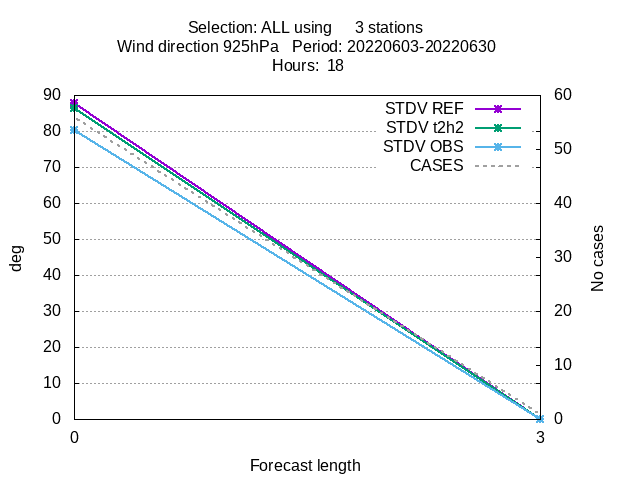 Selection: ALL using     3 stations
Wind direction 925hPa   Period: 20220603-20220630
Hours:  18
STDV REF
STDV t2h2
STDV OBS
CASES
90
80
70
60
50
40
30
20
10
0
deg
60
50
40
30
20
10
0
No cases
0
3
Forecast length